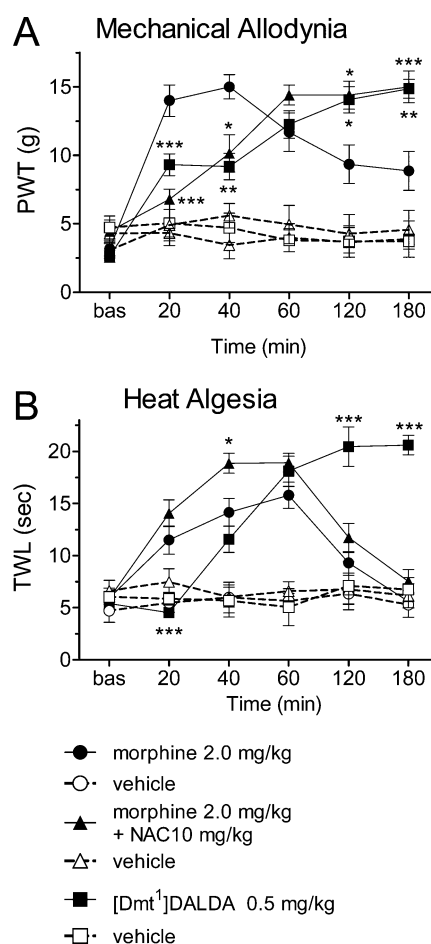 A Mechanical Allodynia
PWT (g)
15
10
5
0
***
***
*
**
*
*
***
**
bas 20 40 60 120 180
Time (min)
B Heat Algesia
TWL (sec)
20
15
10
5
0
***
*
***
***
bas 20 40 60 120 180
Time (min)
morphine 2.0 mg/kg
vehicle
morphine 2.0 mg/kg
+ NAC10 mg/kg
vehicle
[Dmt1]DALDA 0.5 mg/kg
vehicle